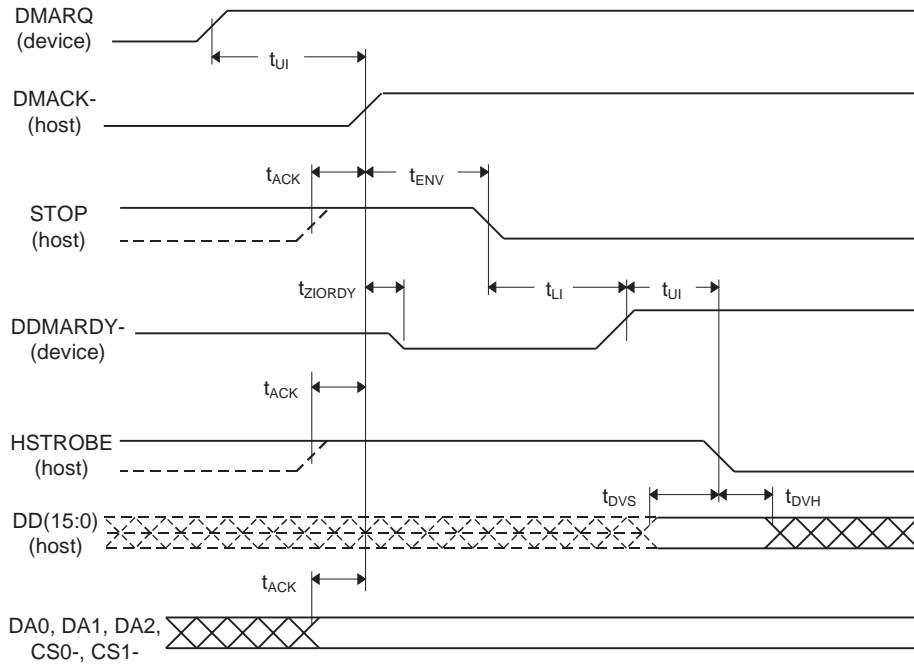 DMARQ
(device)
tUI
DMACK-
(host)
tACK
tENV
STOP
(host)
tZIORDY
tLI
tUI
DDMARDY-
(device)
tACK
HSTROBE
(host)
tDVS
tDVH
DD(15:0)
(host)
tACK
DA0, DA1, DA2,
CS0-, CS1-